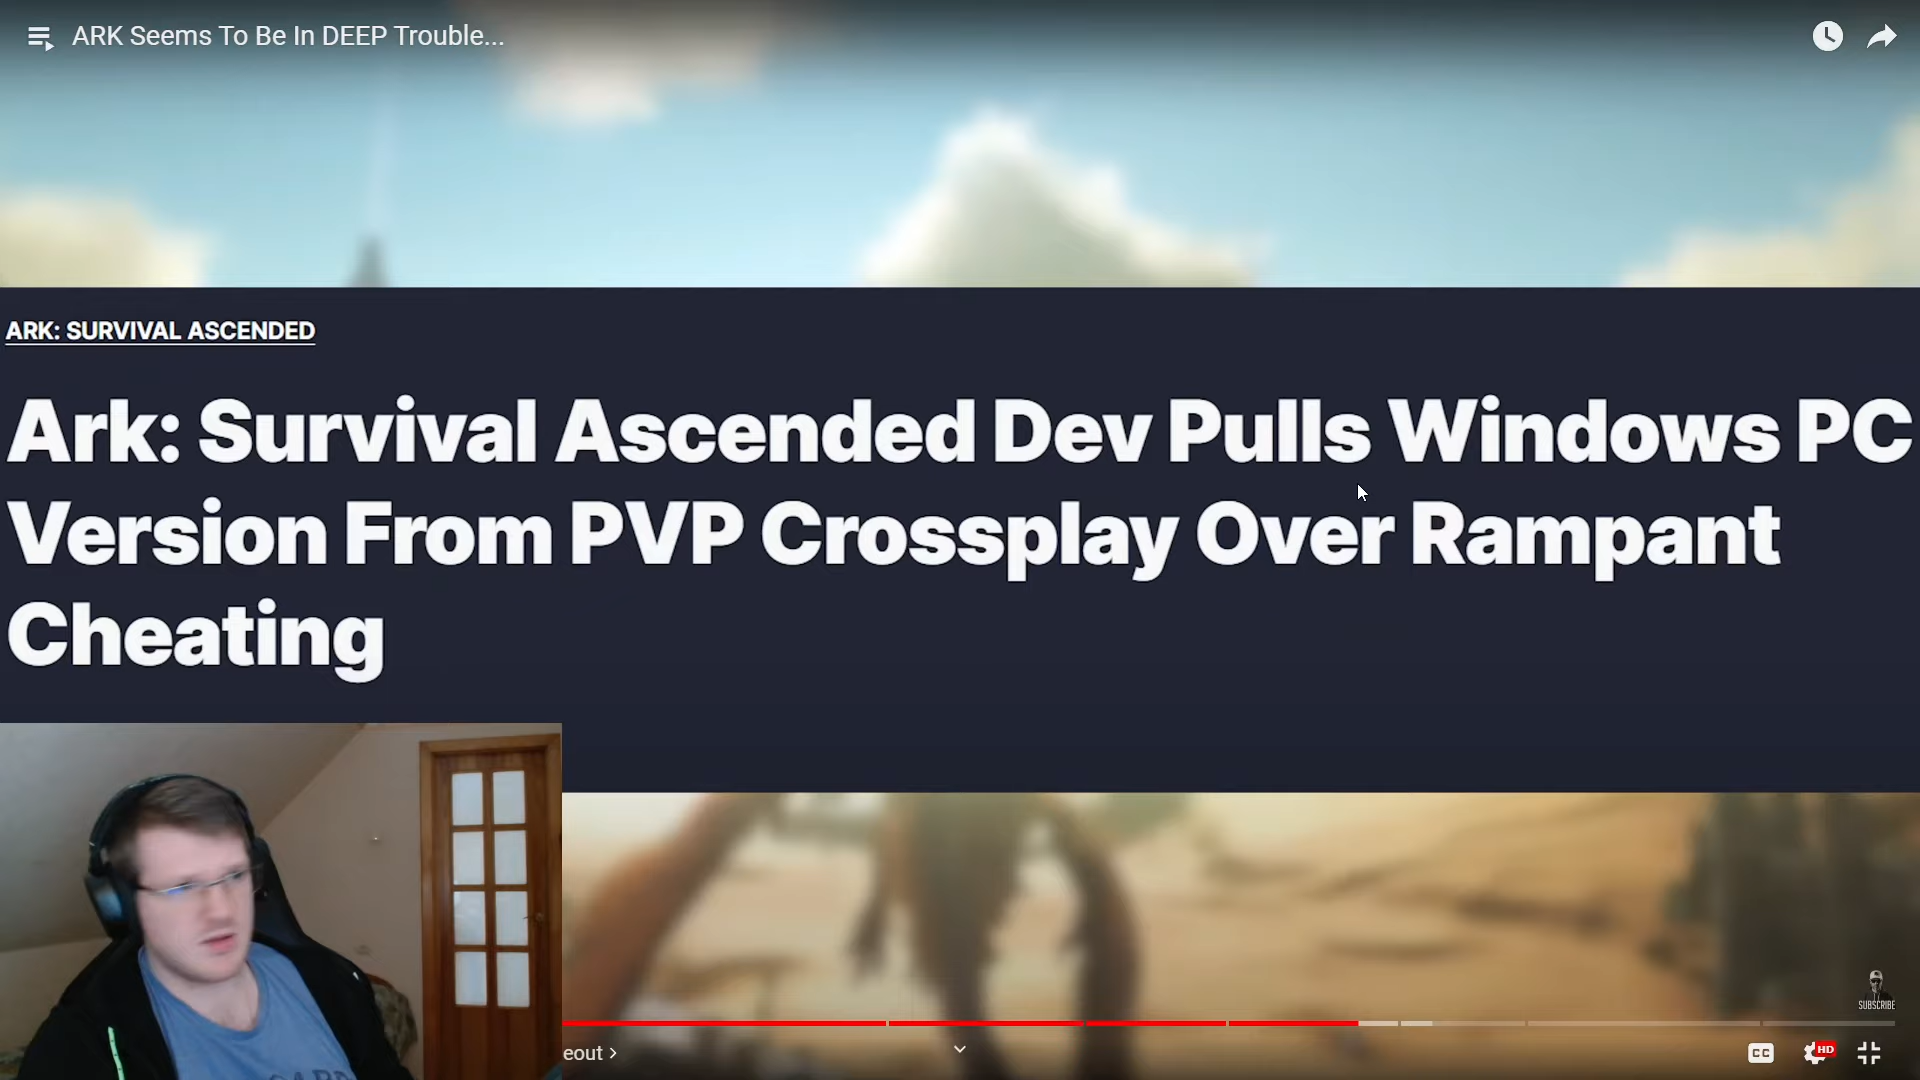 ARK Seems To Be In DEEP Trouble...
ARK: SURVIVAL ASCENDED
Ark: Survival Ascended Dev Pulls Windows PC
Version From PVP Crossplay Over Rampant
Cheating
SUBSCRIBE
eout >
CC
HD